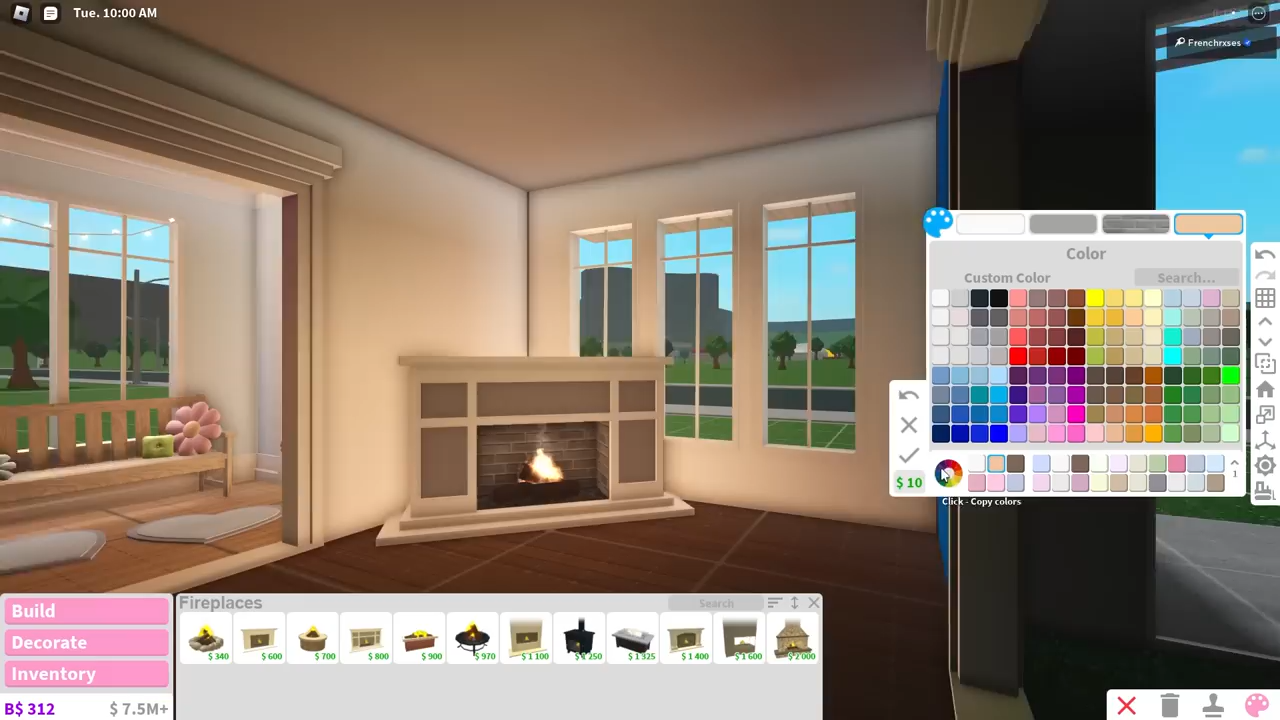 Tue. 10:00 AM
Frenchrxses
Color
Custom Color
Search...
$ 10
1
Click - Copy colors
Build
Decorate
Inventory
B$ 312
$ 7.5M+
Fireplaces
Search
$ 340
$ 600
$ 700
$ 800
$ 900
$ 970
$ 1 100
$ 1 250
$ 1 325
$ 1 400
$ 1 600
$ 2 000